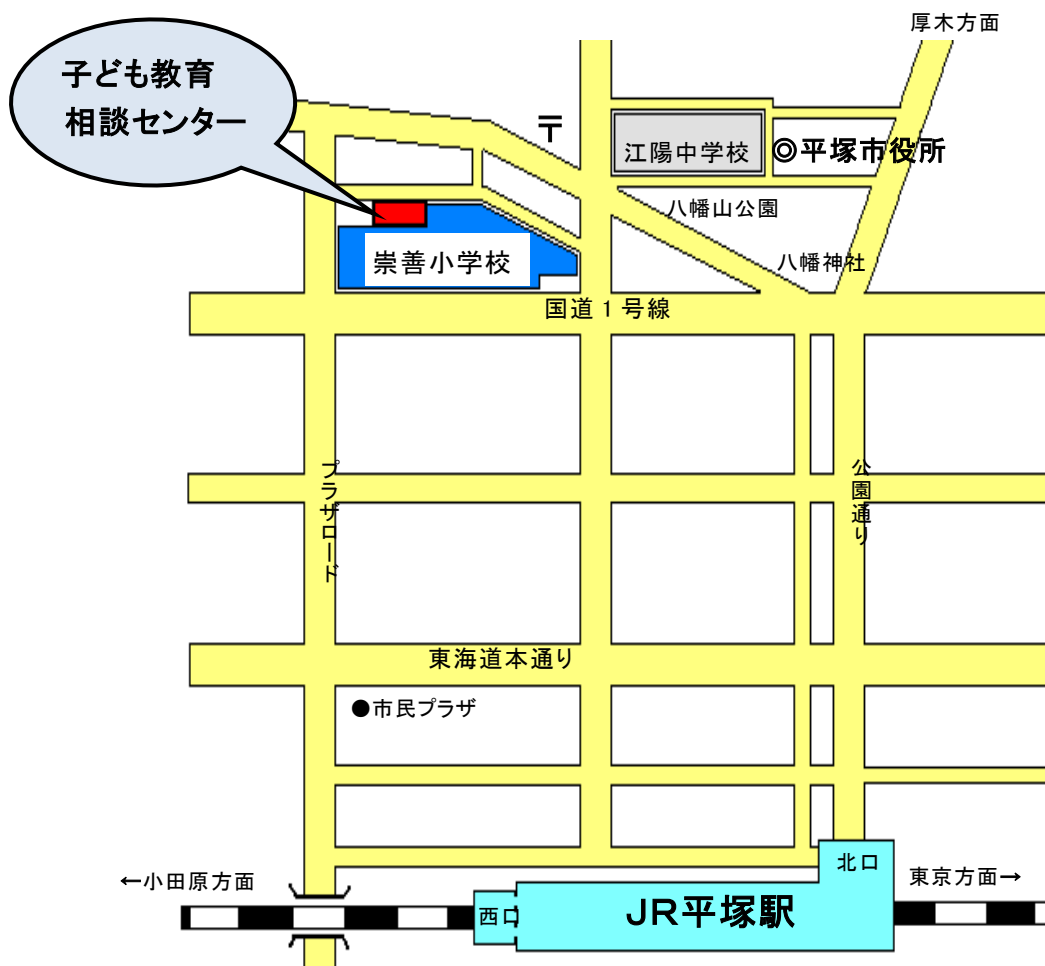 厚木方面
子ども教育
相談センター
〒
江陽中学校
◎平塚市役所
八幡山公園
崇善小学校
八幡神社
国道1号線
プラザロード
公園通り
東海道本通り
●市民プラザ
北口
←小田原方面
東京方面→
西口
JR平塚駅